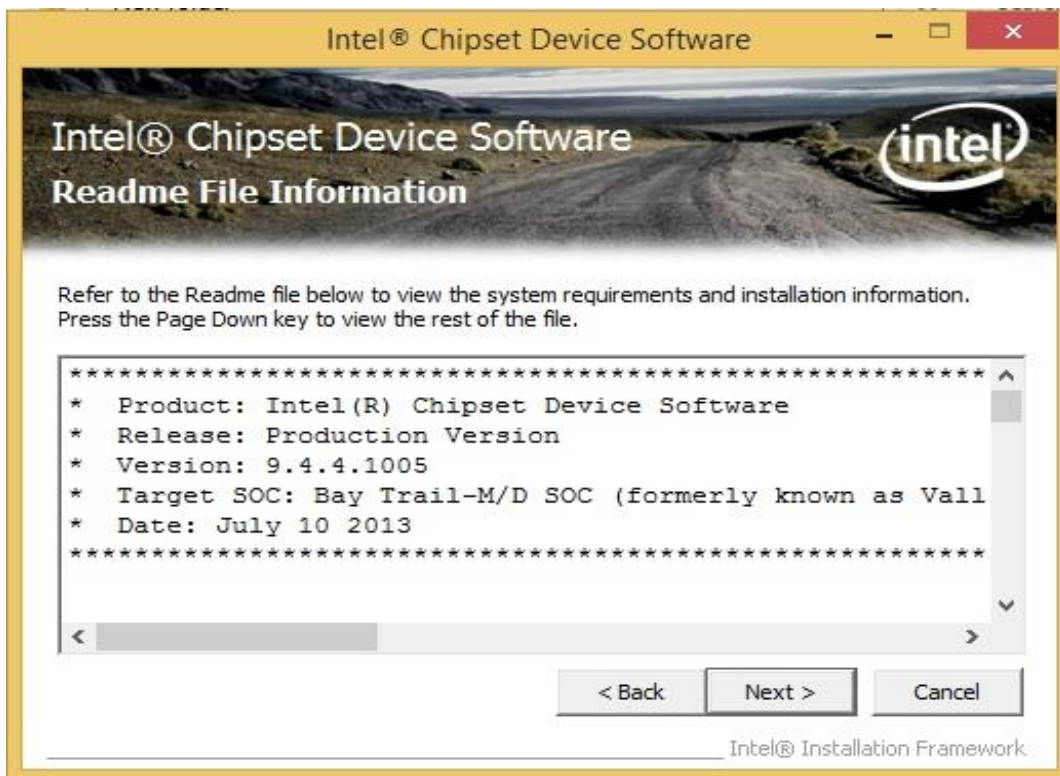 Intel® Chipset Device Software
Intel® Chipset Device Software
intel
Readme File Information
Refer to the Readme file below to view the system requirements and installation information.
Press the Page Down key to view the rest of the file.
********************************************************
* Product: Intel(R) Chipset Device Software
* Release: Production Version
* Version: 9.4.4.1005
* Target SOC: Bay Trail-M/D SOC (formerly known as Vall
* Date: July 10 2013
********************************************************
< Back
Next >
Cancel
Intel® Installation Framework